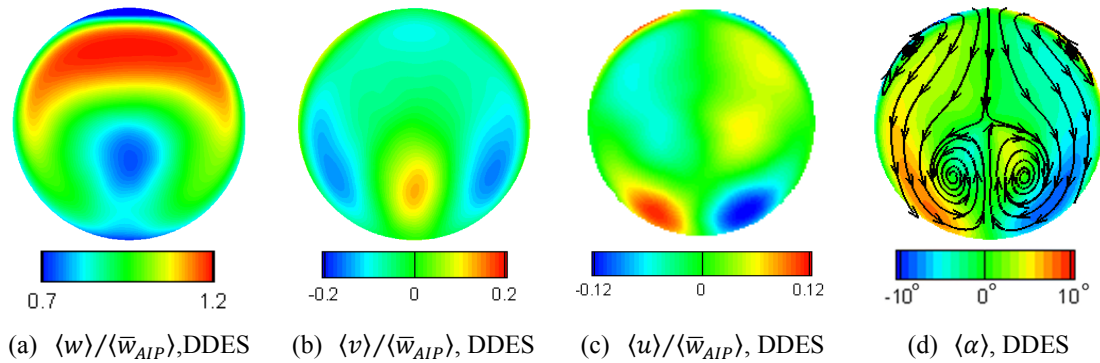 0.7 1.2 -0.2 0 0.2 -0.12 0 0.12 -10° 0° 10°
(a) ⟨w⟩/⟨w̅_AIP⟩,DDES (b) ⟨v⟩/⟨w̅_AIP⟩, DDES (c) ⟨u⟩/⟨w̅_AIP⟩, DDES (d) ⟨α⟩, DDES